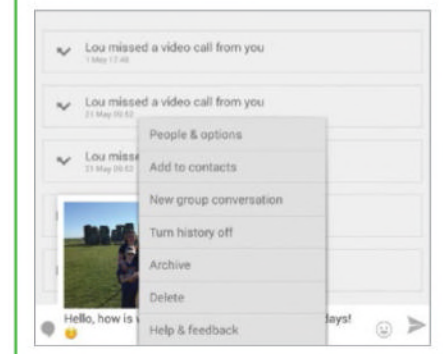 Lou missed a video call from you
1 May 17:48
Lou missed a video call from you
21 May 09:52
Lou misse
21 May 09:52
People & options
Add to contacts
New group conversation
Turn history off
Archive
Delete
Help & feedback
Hello, how is days!